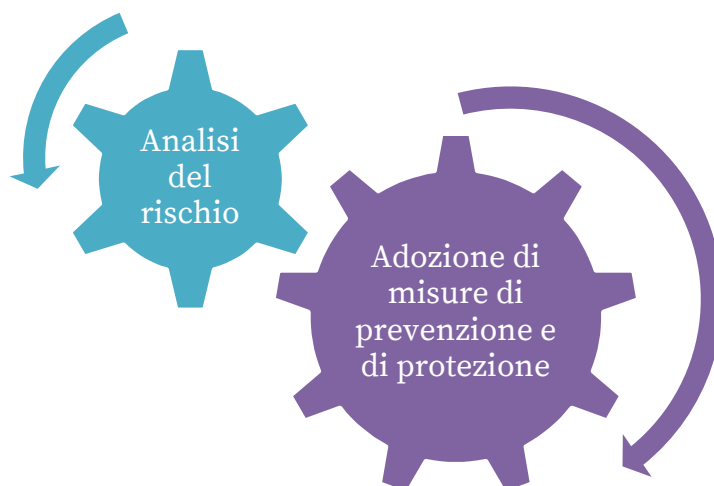 Analisi
del
rischio
Adozione di
misure di
prevenzione e
di protezione